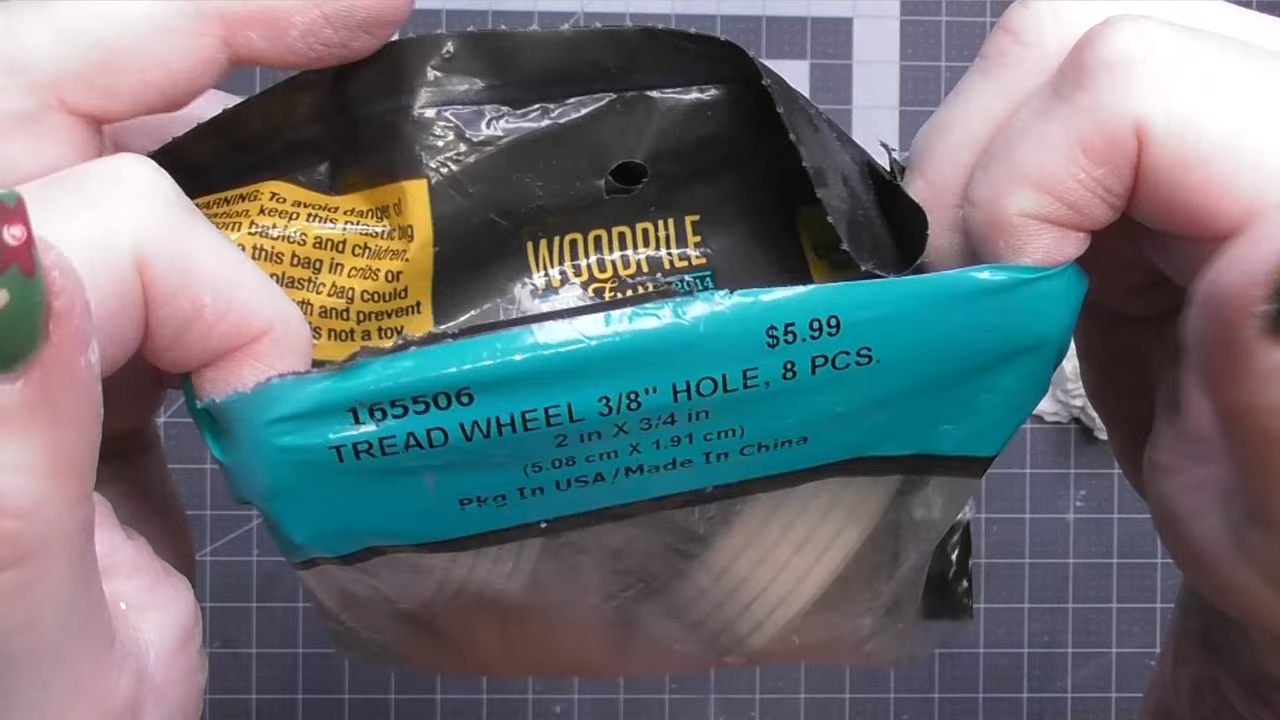 WARNING: To avoid danger of
keep this plastic bag
babies and children.
this bag in cribs or
plastic bag could
and prevent
is not a toy
WOODPILE
Fun 2014
$5.99
165506
TREAD WHEEL 3/8" HOLE, 8 PCS.
2 in X 3/4 in
(5.08 cm X 1.91 cm)
Pkg In USA/Made In China